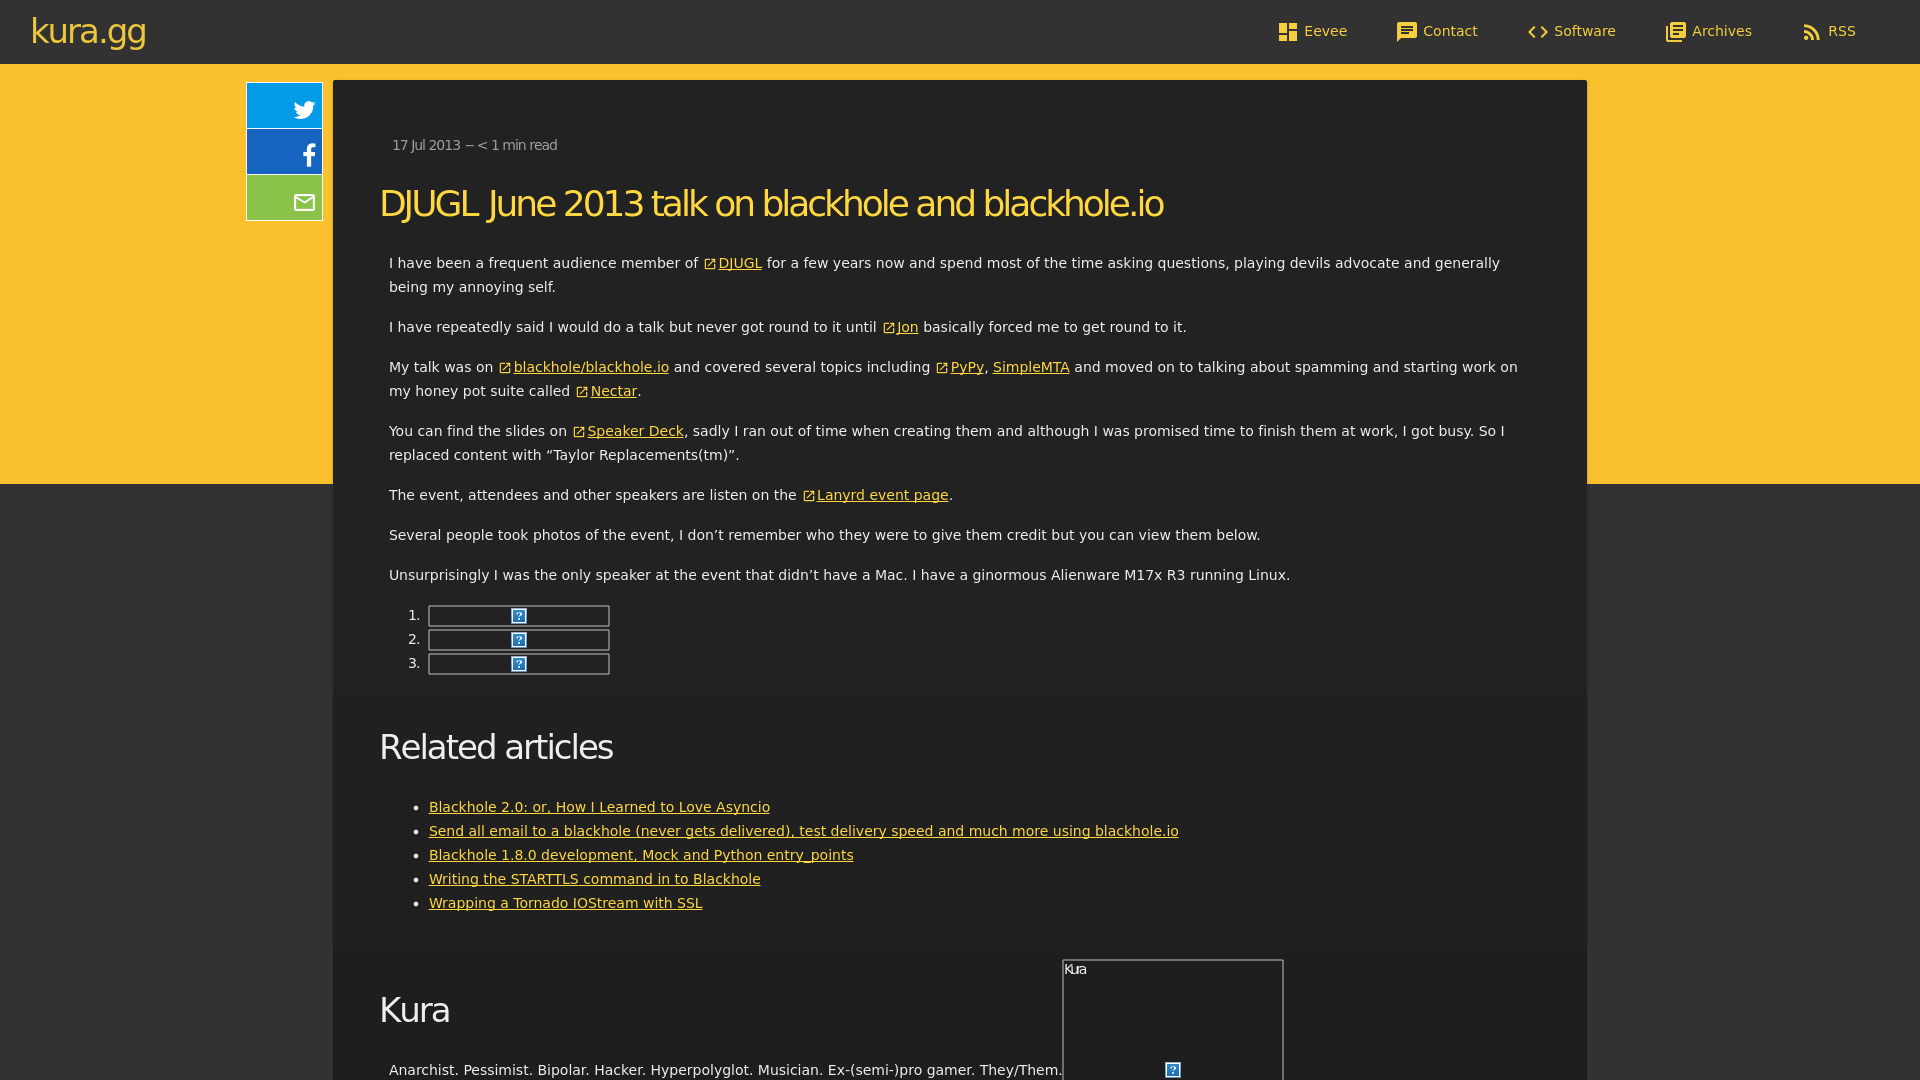 kura.gg
Eevee
Contact
Software
Archives
RSS
17 Jul 2013 -- < 1 min read
DJUGL June 2013 talk on blackhole and blackhole.io
I have been a frequent audience member of DJUGL for a few years now and spend most of the time asking questions, playing devils advocate and generally
being my annoying self.
I have repeatedly said I would do a talk but never got round to it until Jon basically forced me to get round to it.
My talk was on blackhole/blackhole.io and covered several topics including PyPy, SimpleMTA and moved on to talking about spamming and starting work on
my honey pot suite called Nectar.
You can find the slides on Speaker Deck, sadly I ran out of time when creating them and although I was promised time to finish them at work, I got busy. So I
replaced content with “Taylor Replacements(tm)”.
The event, attendees and other speakers are listen on the Lanyrd event page.
Several people took photos of the event, I don’t remember who they were to give them credit but you can view them below.
Unsurprisingly I was the only speaker at the event that didn’t have a Mac. I have a ginormous Alienware M17x R3 running Linux.
1.
2.
3.
Related articles
Blackhole 2.0: or, How I Learned to Love Asyncio
Send all email to a blackhole (never gets delivered), test delivery speed and much more using blackhole.io
Blackhole 1.8.0 development, Mock and Python entry_points
Writing the STARTTLS command in to Blackhole
Wrapping a Tornado IOStream with SSL
Kura
Kura
Anarchist. Pessimist. Bipolar. Hacker. Hyperpolyglot. Musician. Ex-(semi-)pro gamer. They/Them.